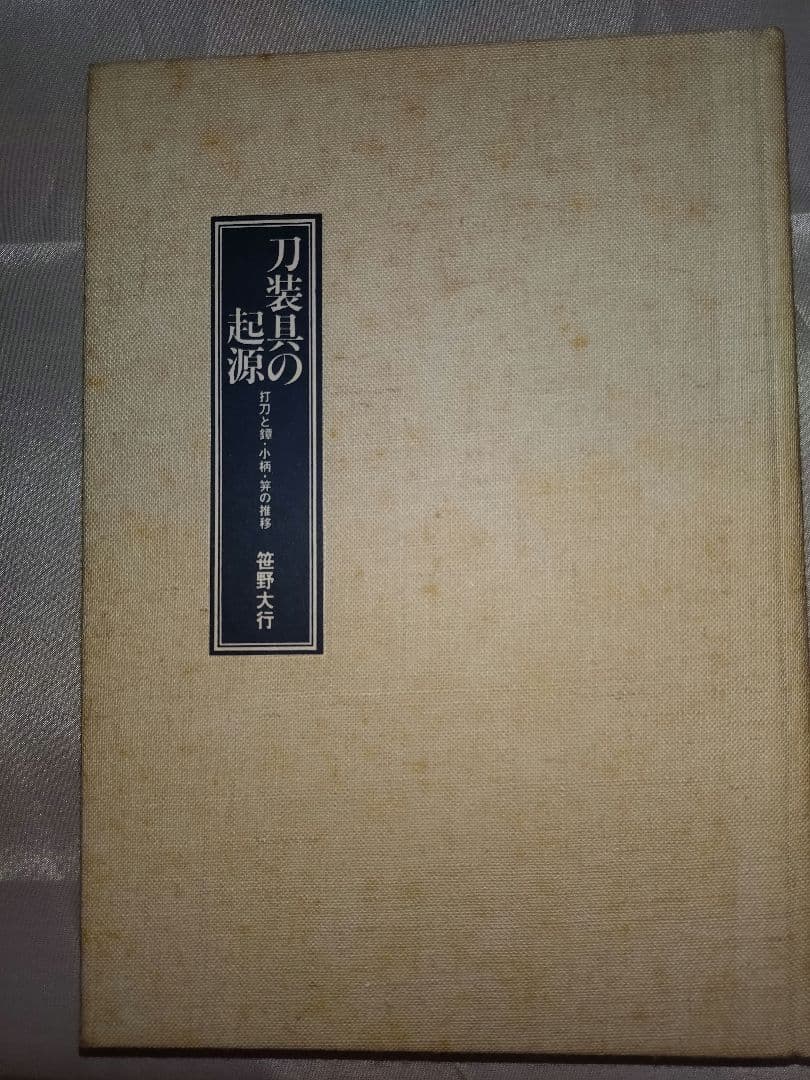 刀装具の
起源
打刀と鐔・小柄・笄の推移
笹野大行